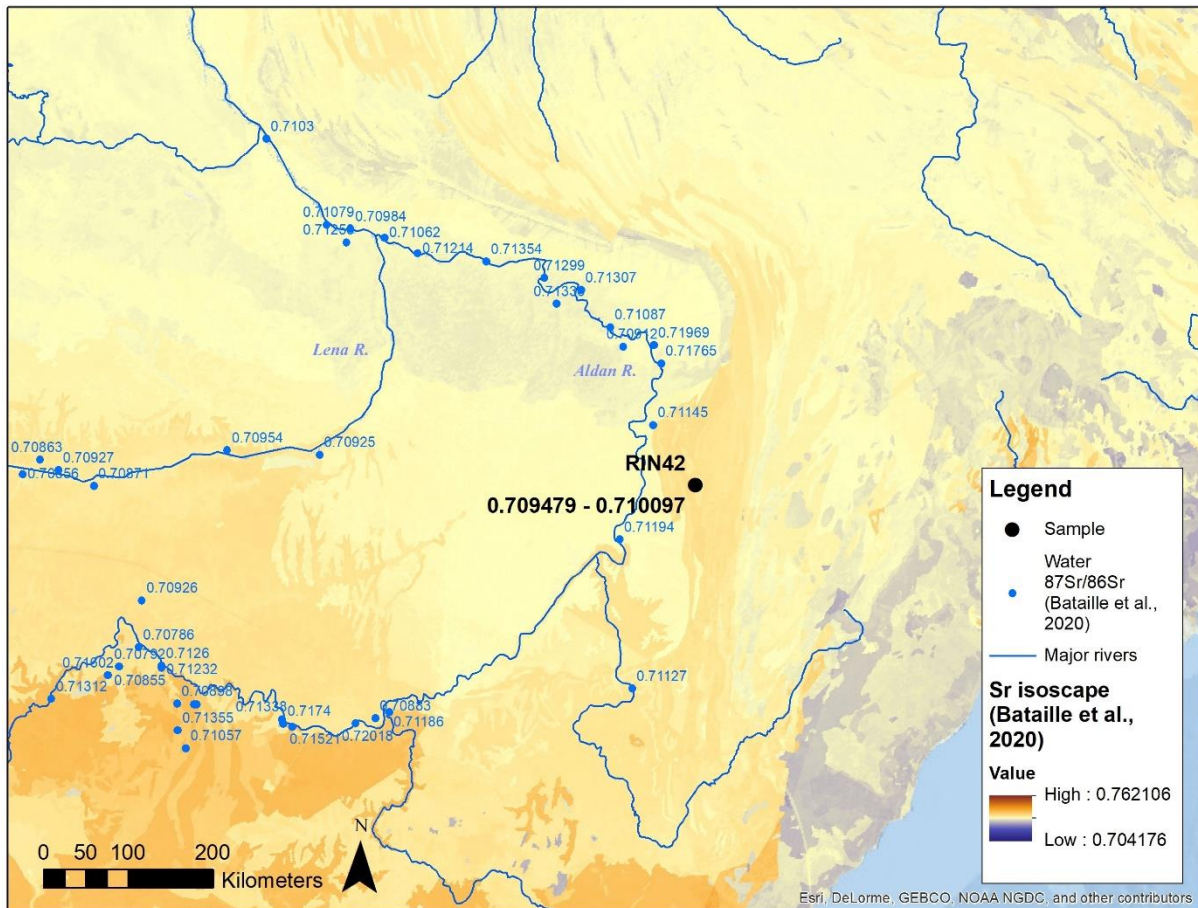 0.7103
0.71079
0.70984
0.7125
0.71062
0.71214
0.71354
0.71299
0.71307
0.71087
0.71969
0.71765
Lena R.
Aldan R.
0.71145
0.70954
0.70925
0.70863
0.70927
0.70871
RIN42
0.709479 - 0.710097
0.71194
0.70926
0.70786
0.7126
0.71232
0.70855
0.71312
0.71127
0.70883
0.71186
0.7174
0.71355
0.71521
0.72018
0.71057
Legend
Sample
Water
87Sr/86Sr
(Bataille et al.,
2020)
Major rivers
Sr isoscape
(Bataille et al.,
2020)
Value
High : 0.762106
Low : 0.704176
N
0 50 100 200
Kilometers
Esri, DeLorme, GEBCO, NOAA NGDC, and other contributors